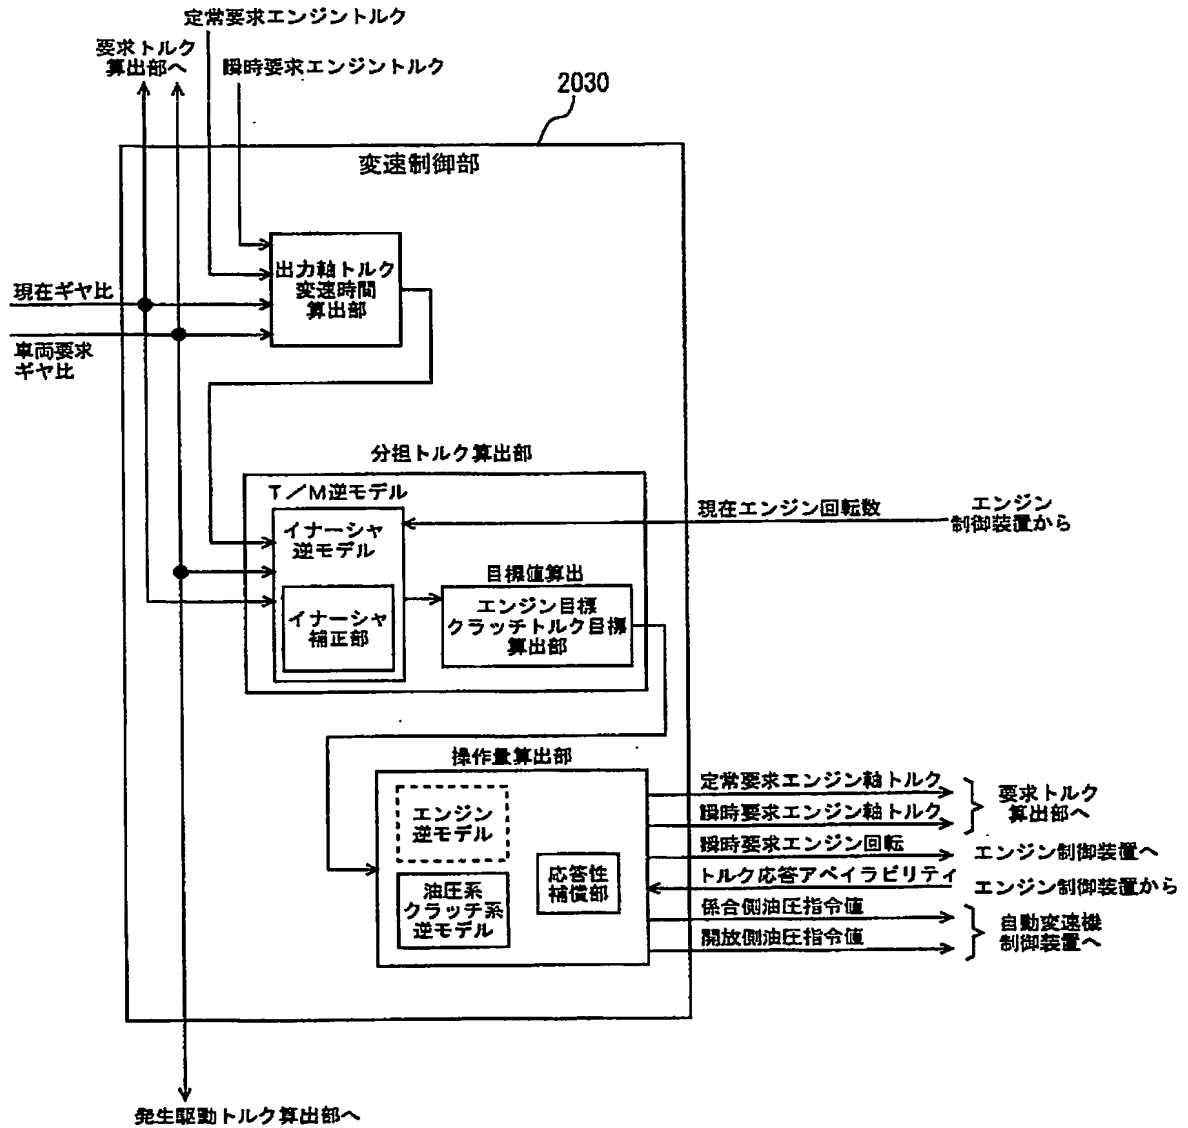 定常要求エンジントルク
要求トルク
算出部へ
瞬時要求エンジントルク
2030
変速制御部
出力軸トルク
変速時間
算出部
現在ギヤ比
車両要求
ギヤ比
分担トルク算出部
T/M逆モデル
イナーシャ
逆モデル
イナーシャ
補正部
現在エンジン回転数
エンジン
制御装置から
目標値算出
エンジン目標
クラッチトルク目標
算出部
操作量算出部
エンジン
逆モデル
油圧系
クラッチ系
逆モデル
応答性
補償部
定常要求エンジン軸トルク
瞬時要求エンジン軸トルク
要求トルク
算出部へ
瞬時要求エンジン回転
エンジン制御装置へ
トルク応答アベイラビリティ
エンジン制御装置から
係合側油圧指令値
開放側油圧指令値
自動変速機
制御装置へ
発生駆動トルク算出部へ